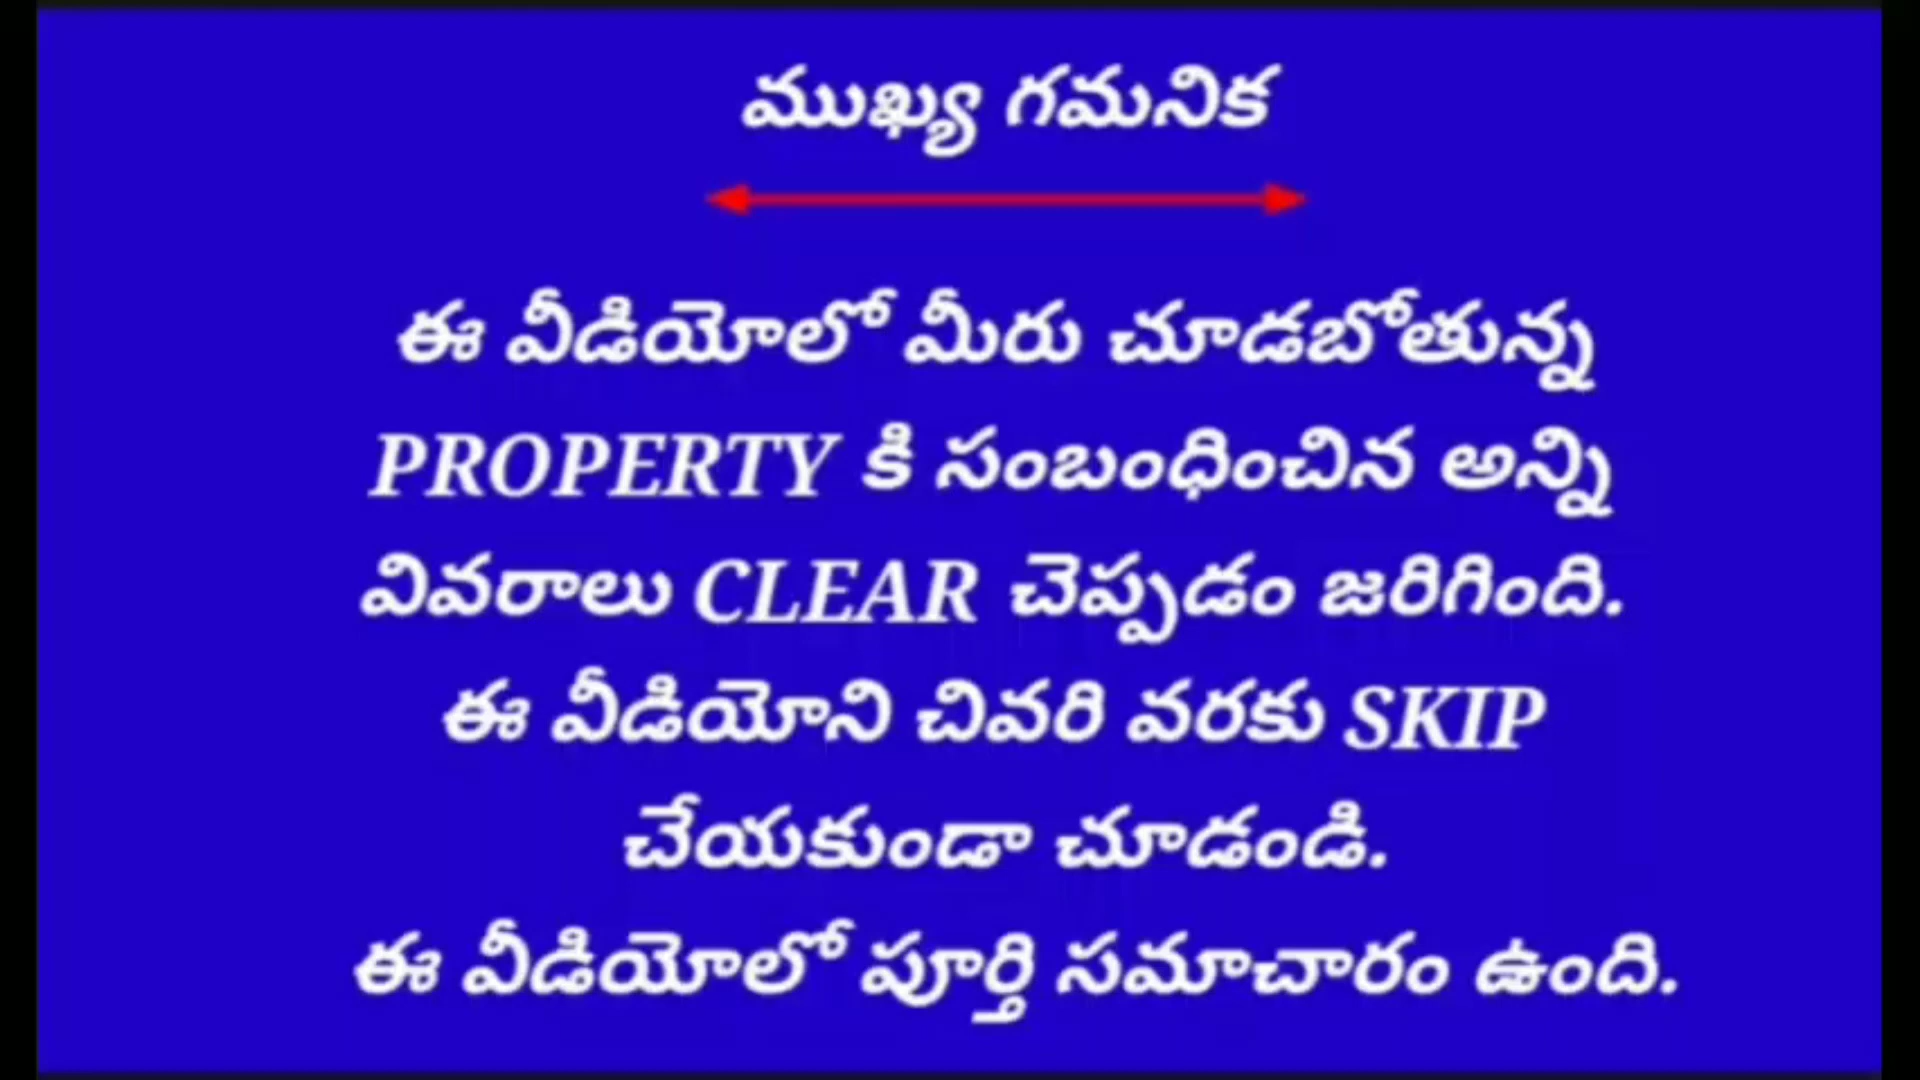 ముఖ్య గమనిక
ఈ వీడియోలో మీరు చూడబోతున్న
PROPERTY కి సంబంధించిన అన్ని
వివరాలు CLEAR చెప్పడం జరిగింది.
ఈ వీడియోని చివరి వరకు SKIP
చేయకుండా చూడండి.
ఈ వీడియోలో పూర్తి సమాచారం ఉంది.